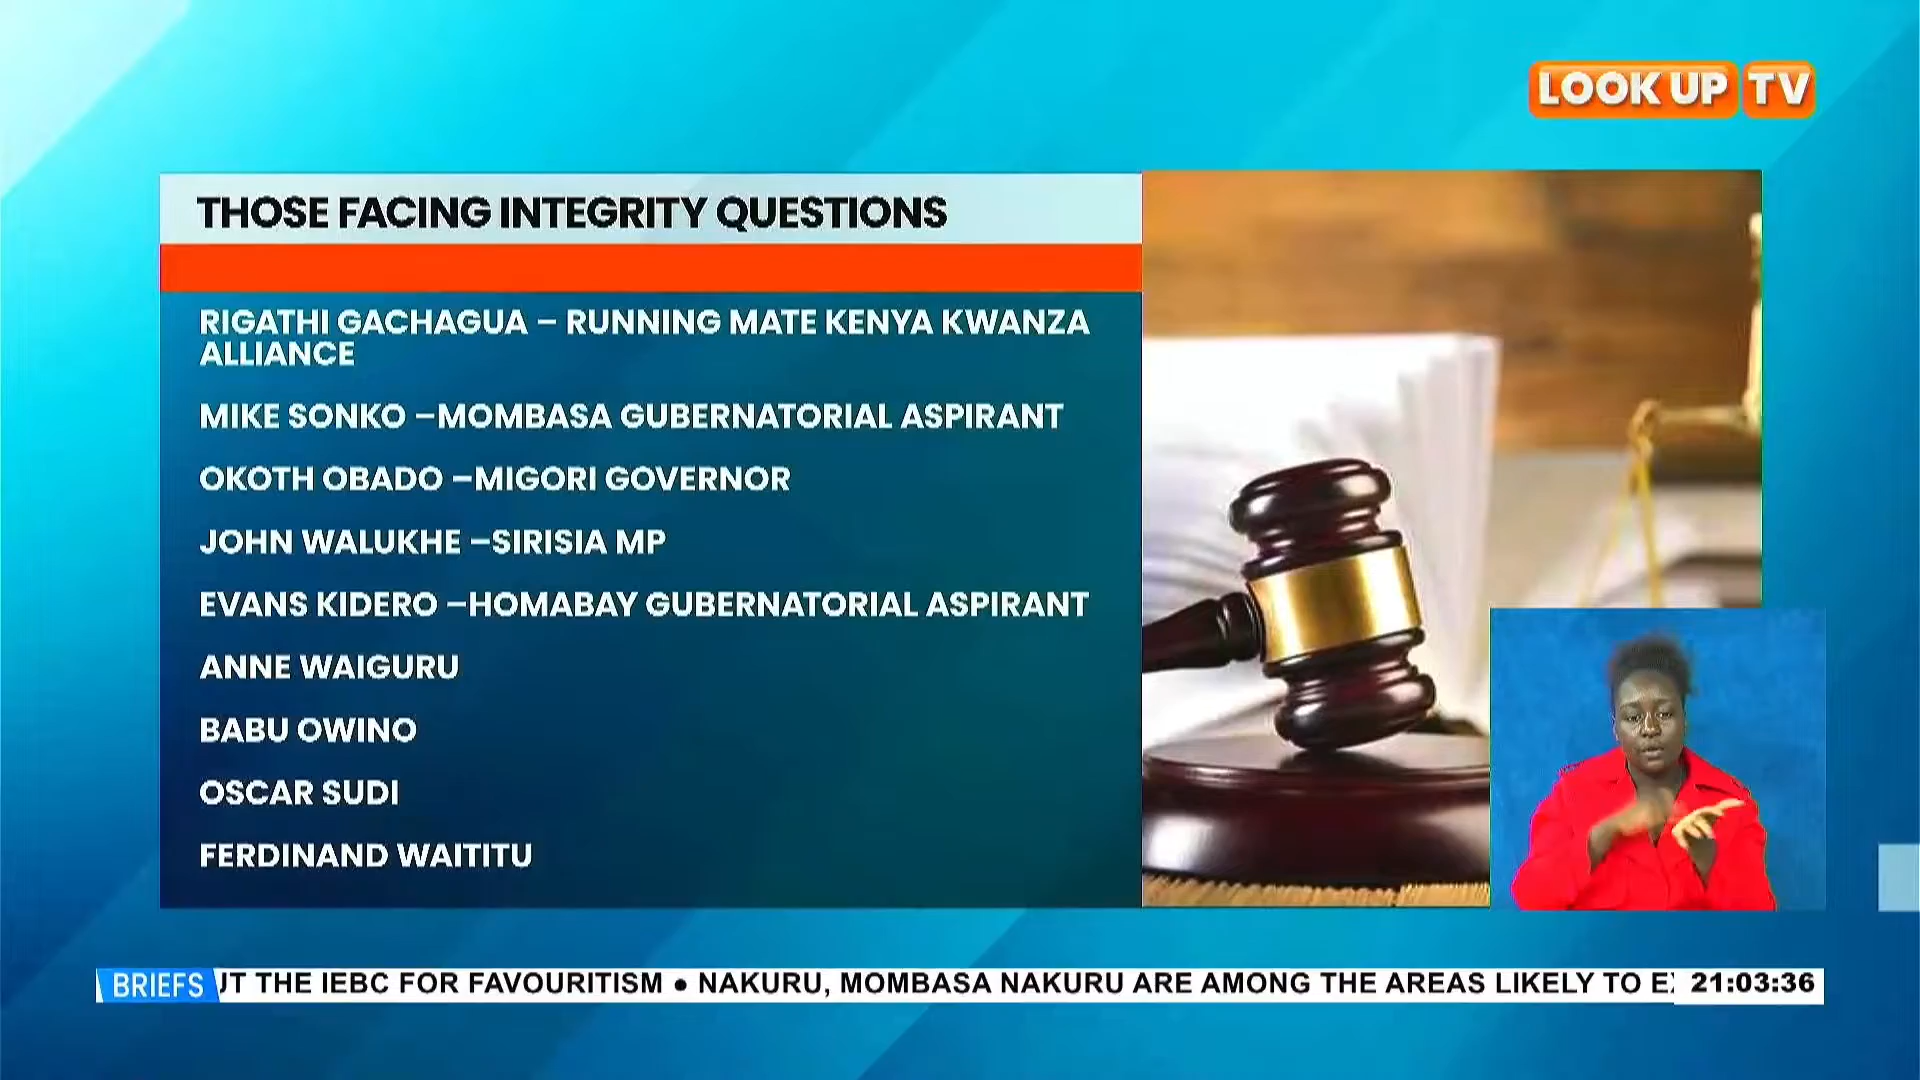 LOOK UP TV
THOSE FACING INTEGRITY QUESTIONS
RIGATHI GACHAGUA – RUNNING MATE KENYA KWANZA
ALLIANCE
MIKE SONKO –MOMBASA GUBERNATORIAL ASPIRANT
OKOTH OBADO –MIGORI GOVERNOR
JOHN WALUKHE –SIRISIA MP
EVANS KIDERO –HOMABAY GUBERNATORIAL ASPIRANT
ANNE WAIGURU
BABU OWINO
OSCAR SUDI
FERDINAND WAITITU
BRIEFS THE IEBC FOR FAVOURITISM ● NAKURU, MOMBASA NAKURU ARE AMONG THE AREAS LIKELY TO 21:03:36